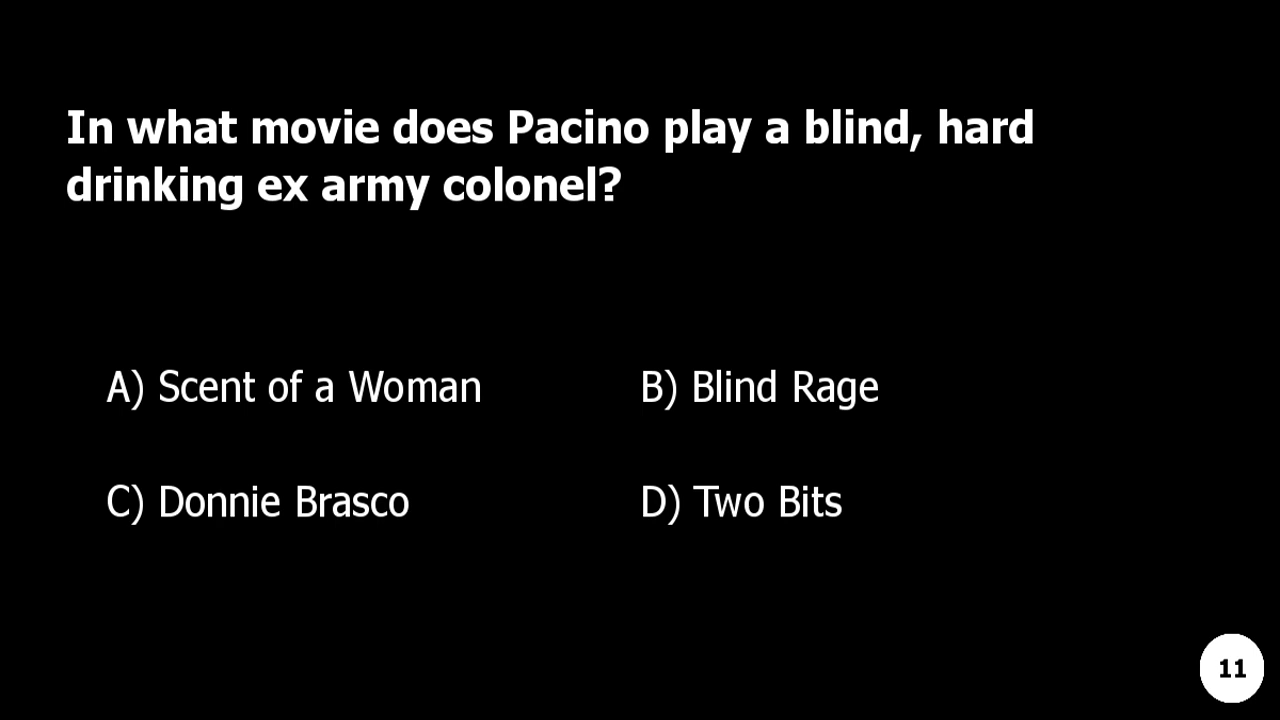 In what movie does Pacino play a blind, hard
drinking ex army colonel?
A) Scent of a Woman
B) Blind Rage
C) Donnie Brasco
D) Two Bits
11